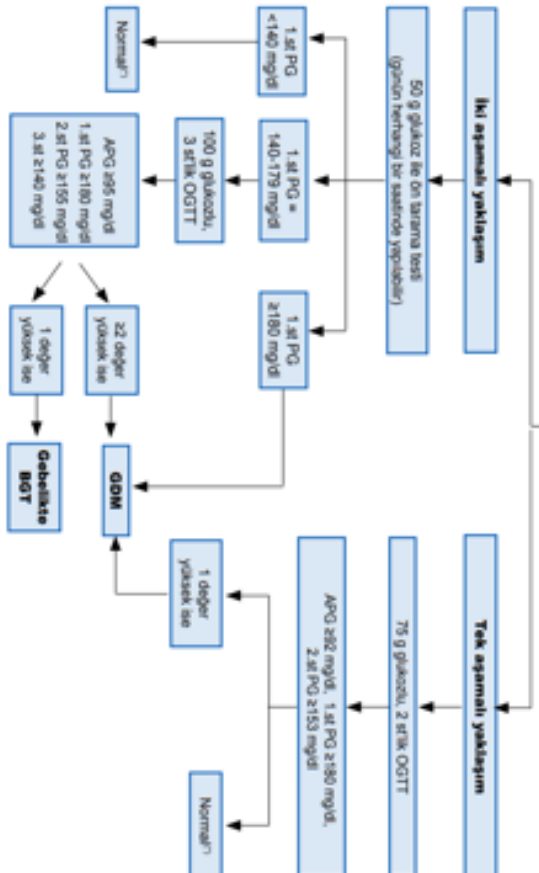 İki aşamalı yaklaşım
50 g glukoz ile ön tarama testi
(günün herhangi bir saatinde yapılabilir)
1.st PG
<140 mg/dl
1.st PG =
140-179 mg/dl
1.st PG
≥180 mg/dl
Normal(*)
100 g glukozlu,
3 st'lik OGTT
APG ≥95 mg/dl
1.st PG ≥180 mg/dl
2.st PG ≥155 mg/dl
3.st ≥140 mg/dl
≥2 değer
yüksek ise
1 değer
yüksek ise
GDM
Gebelikte
BGT
Tek aşamalı yaklaşım
75 g glukozlu, 2 st'lik OGTT
APG ≥92 mg/dl, 1.st PG ≥180 mg/dl,
2.st PG ≥153 mg/dl
1 değer
yüksek ise
Normal(*)